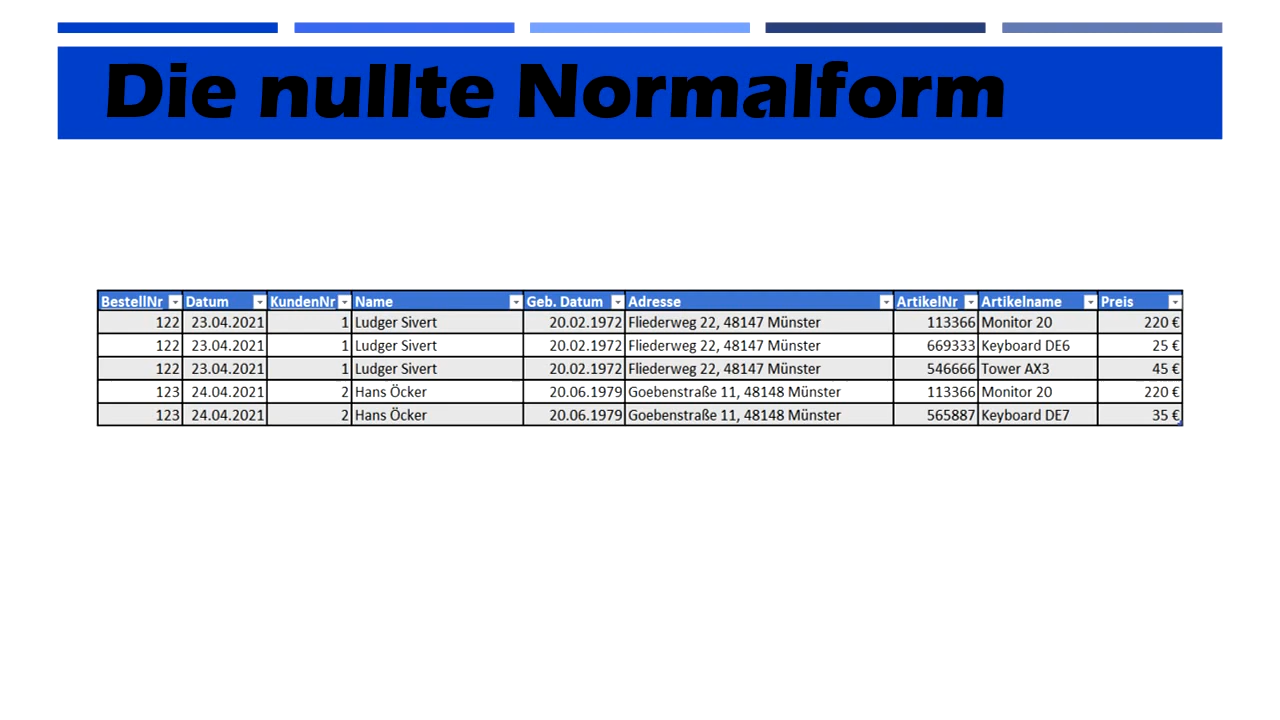 Die nullte Normalform
BestellNr Datum KundenNr Name Geb. Datum Adresse ArtikelNr Artikelname Preis
122 23.04.2021 1 Ludger Sivert 20.02.1972 Fliederweg 22, 48147 Münster 113366 Monitor 20 220 €
122 23.04.2021 1 Ludger Sivert 20.02.1972 Fliederweg 22, 48147 Münster 669333 Keyboard DE6 25 €
122 23.04.2021 1 Ludger Sivert 20.02.1972 Fliederweg 22, 48147 Münster 546666 Tower AX3 45 €
123 24.04.2021 2 Hans Öcker 20.06.1979 Goebenstraße 11, 48148 Münster 113366 Monitor 20 220 €
123 24.04.2021 2 Hans Öcker 20.06.1979 Goebenstraße 11, 48148 Münster 565887 Keyboard DE7 35 €